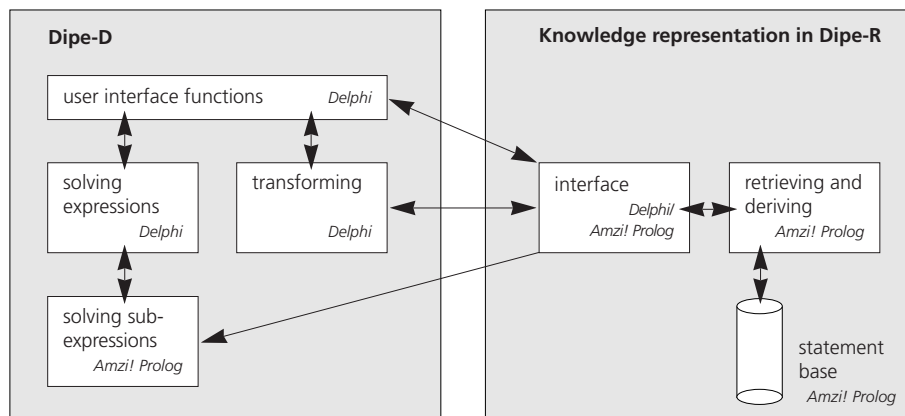 Dipe-D
user interface functions Delphi
solving
expressions
Delphi
transforming
Delphi
solving sub-
expressions
Amzi! Prolog
Knowledge representation in Dipe-R
interface
Delphi/
Amzi! Prolog
retrieving and
deriving
Amzi! Prolog
statement
base
Amzi! Prolog